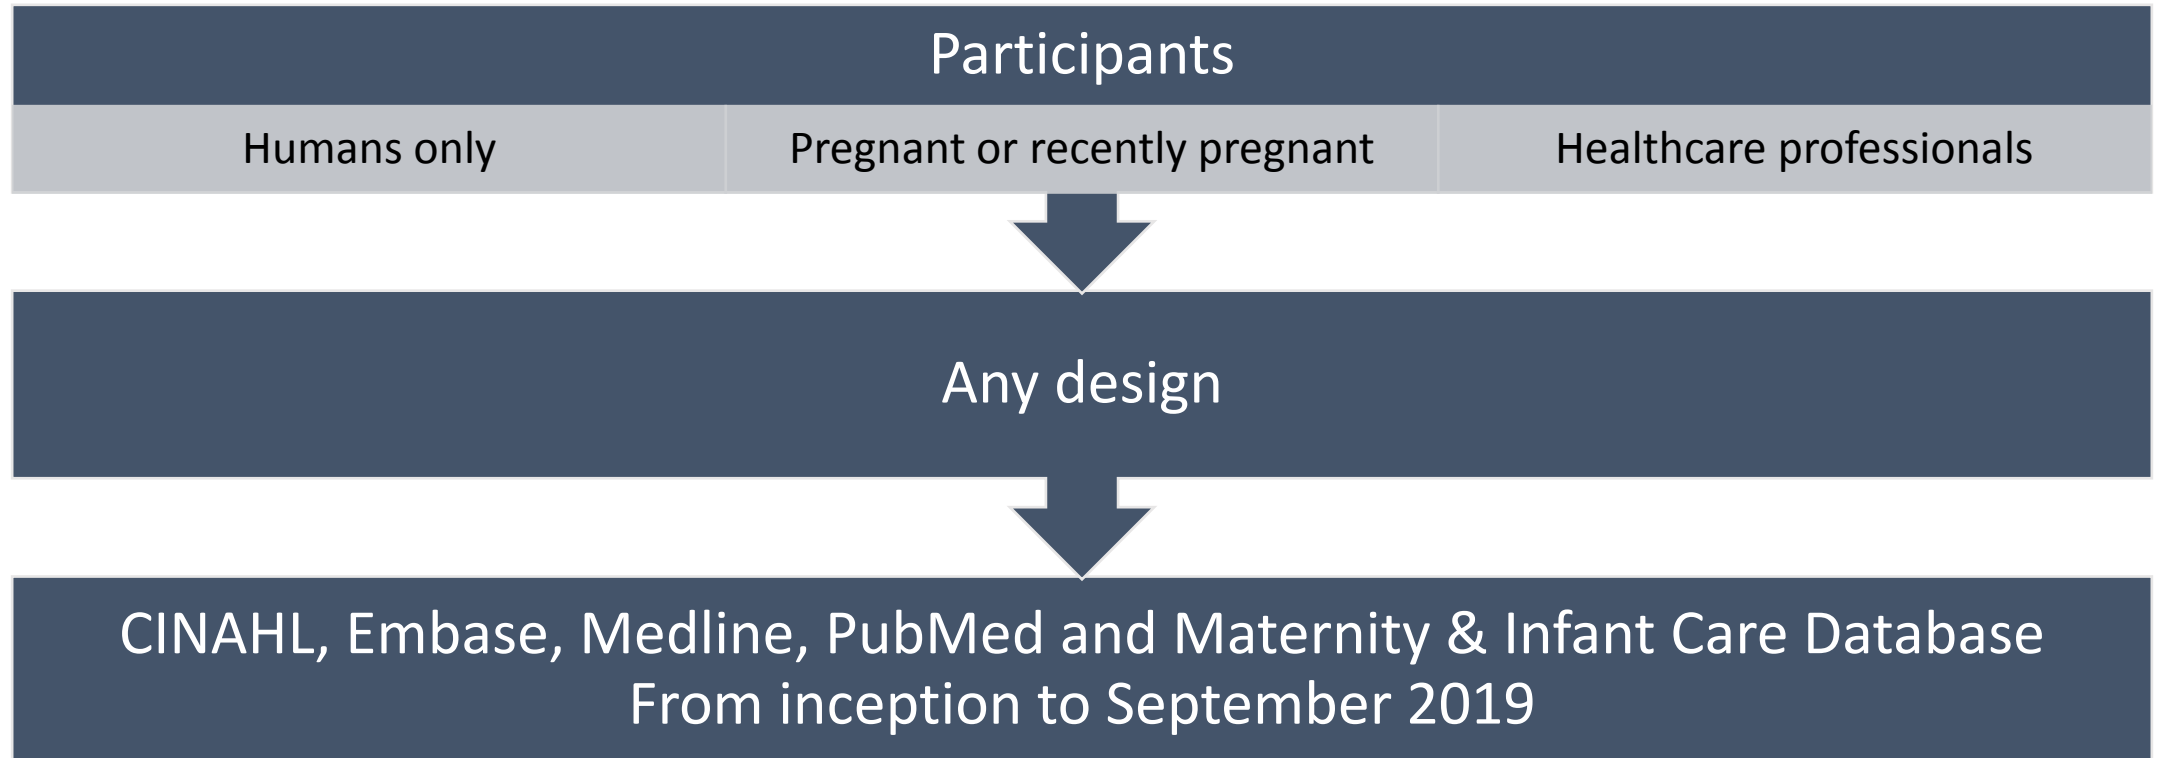 Participants
Humans only
Pregnant or recently pregnant
Healthcare professionals
Any design
CINAHL, Embase, Medline, PubMed and Maternity & Infant Care Database
From inception to September 2019